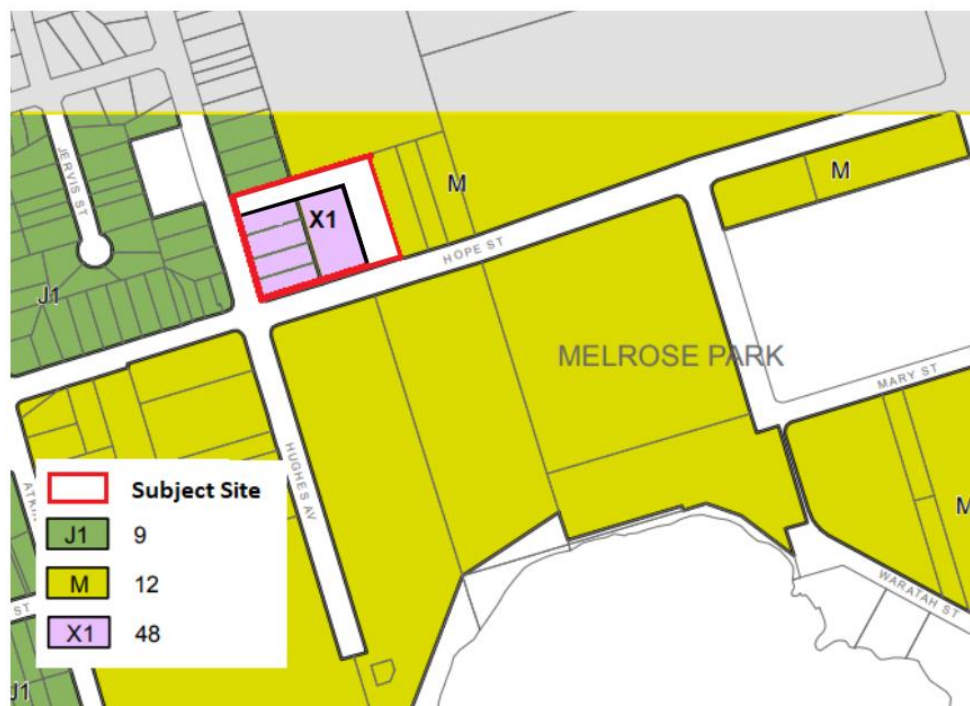 JERVIS ST
M
M
X1
HOPE ST
J1
MELROSE PARK
MARY ST
HUGHES AV
Subject Site
J1 9
M 12
X1 48
M
WARATAH ST
ST
J1